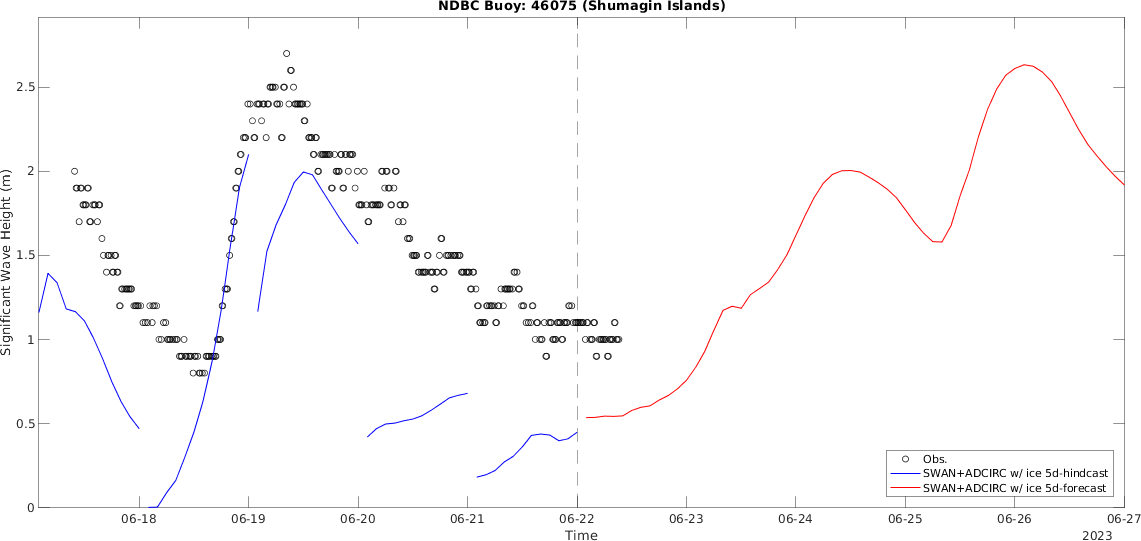 NDBC Buoy: 46075 (Shumagin Islands)
Significant Wave Height (m)
2.5
2
1.5
1
0.5
0
Obs.
SWAN+ADCIRC w/ ice 5d-hindcast
SWAN+ADCIRC w/ ice 5d-forecast
06-18 06-19 06-20 06-21 06-22 06-23 06-24 06-25 06-26 06-27
Time
2023